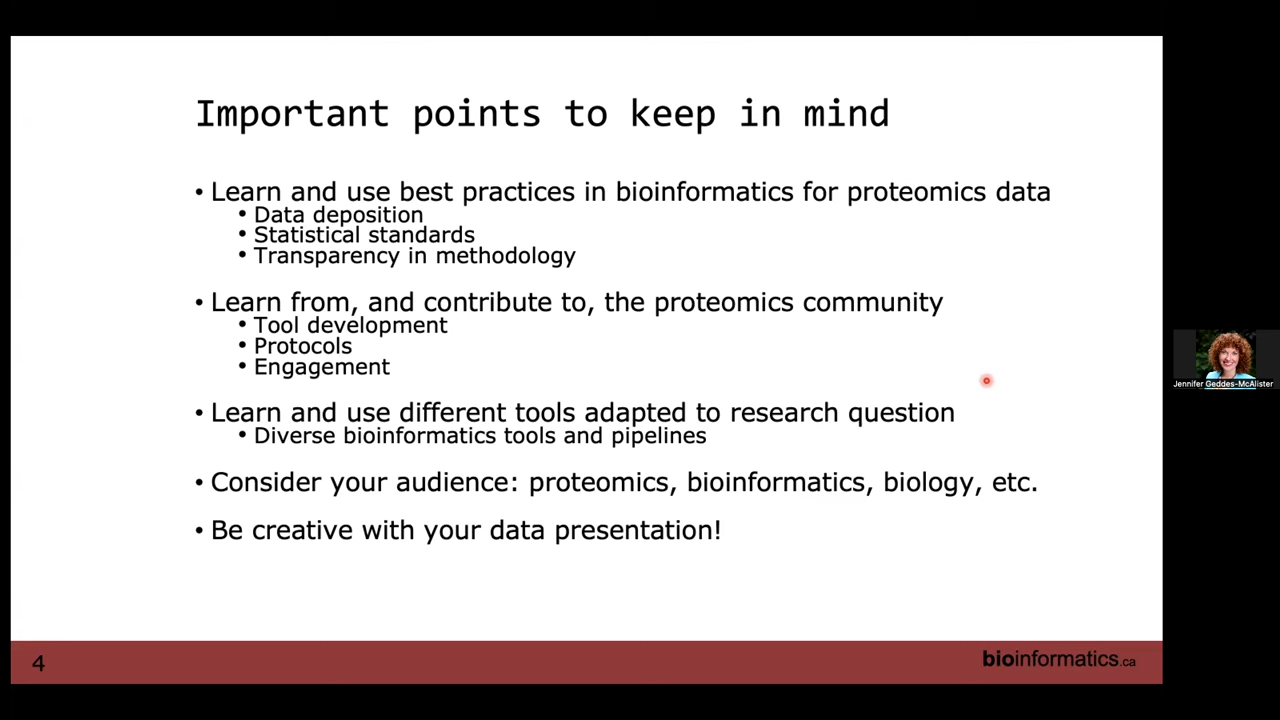 Important points to keep in mind
• Learn and use best practices in bioinformatics for proteomics data
• Data deposition
• Statistical standards
• Transparency in methodology
• Learn from, and contribute to, the proteomics community
• Tool development
• Protocols
• Engagement
• Learn and use different tools adapted to research question
• Diverse bioinformatics tools and pipelines
• Consider your audience: proteomics, bioinformatics, biology, etc.
• Be creative with your data presentation!
Jennifer Geddes-McAlister
4
bioinformatics.ca